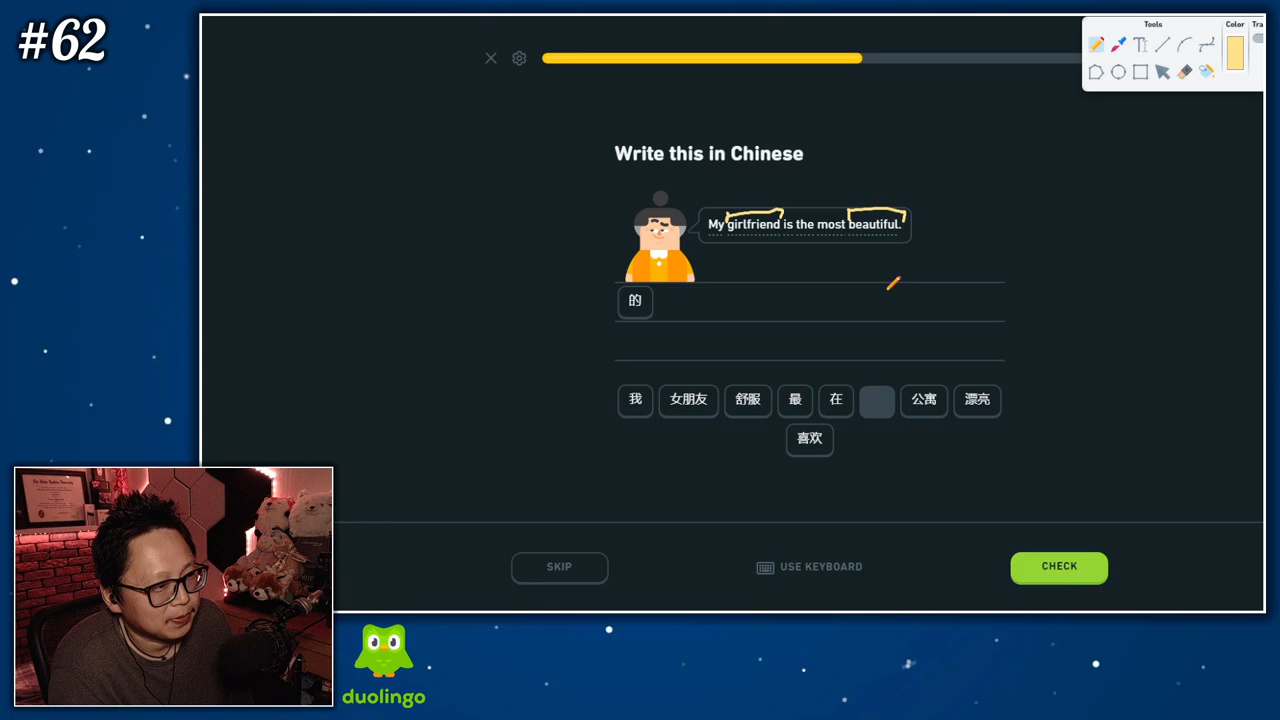 #62
Tools
Color
Tra
Write this in Chinese
My girlfriend is the most beautiful.
的
我 女朋友 舒服 最 在 公寓 漂亮
喜欢
SKIP
USE KEYBOARD
CHECK
duolingo